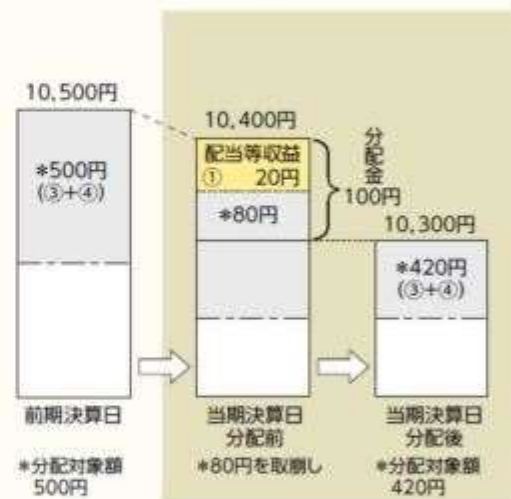 10,500円
*500円
(③+④)
前期決算日
*分配対象額
500円
10,400円
配当等収益
① 20円
*80円
分配金
100円
当期決算日
分配前
*80円を取崩し
10,300円
*420円
(③+④)
当期決算日
分配後
*分配対象額
420円